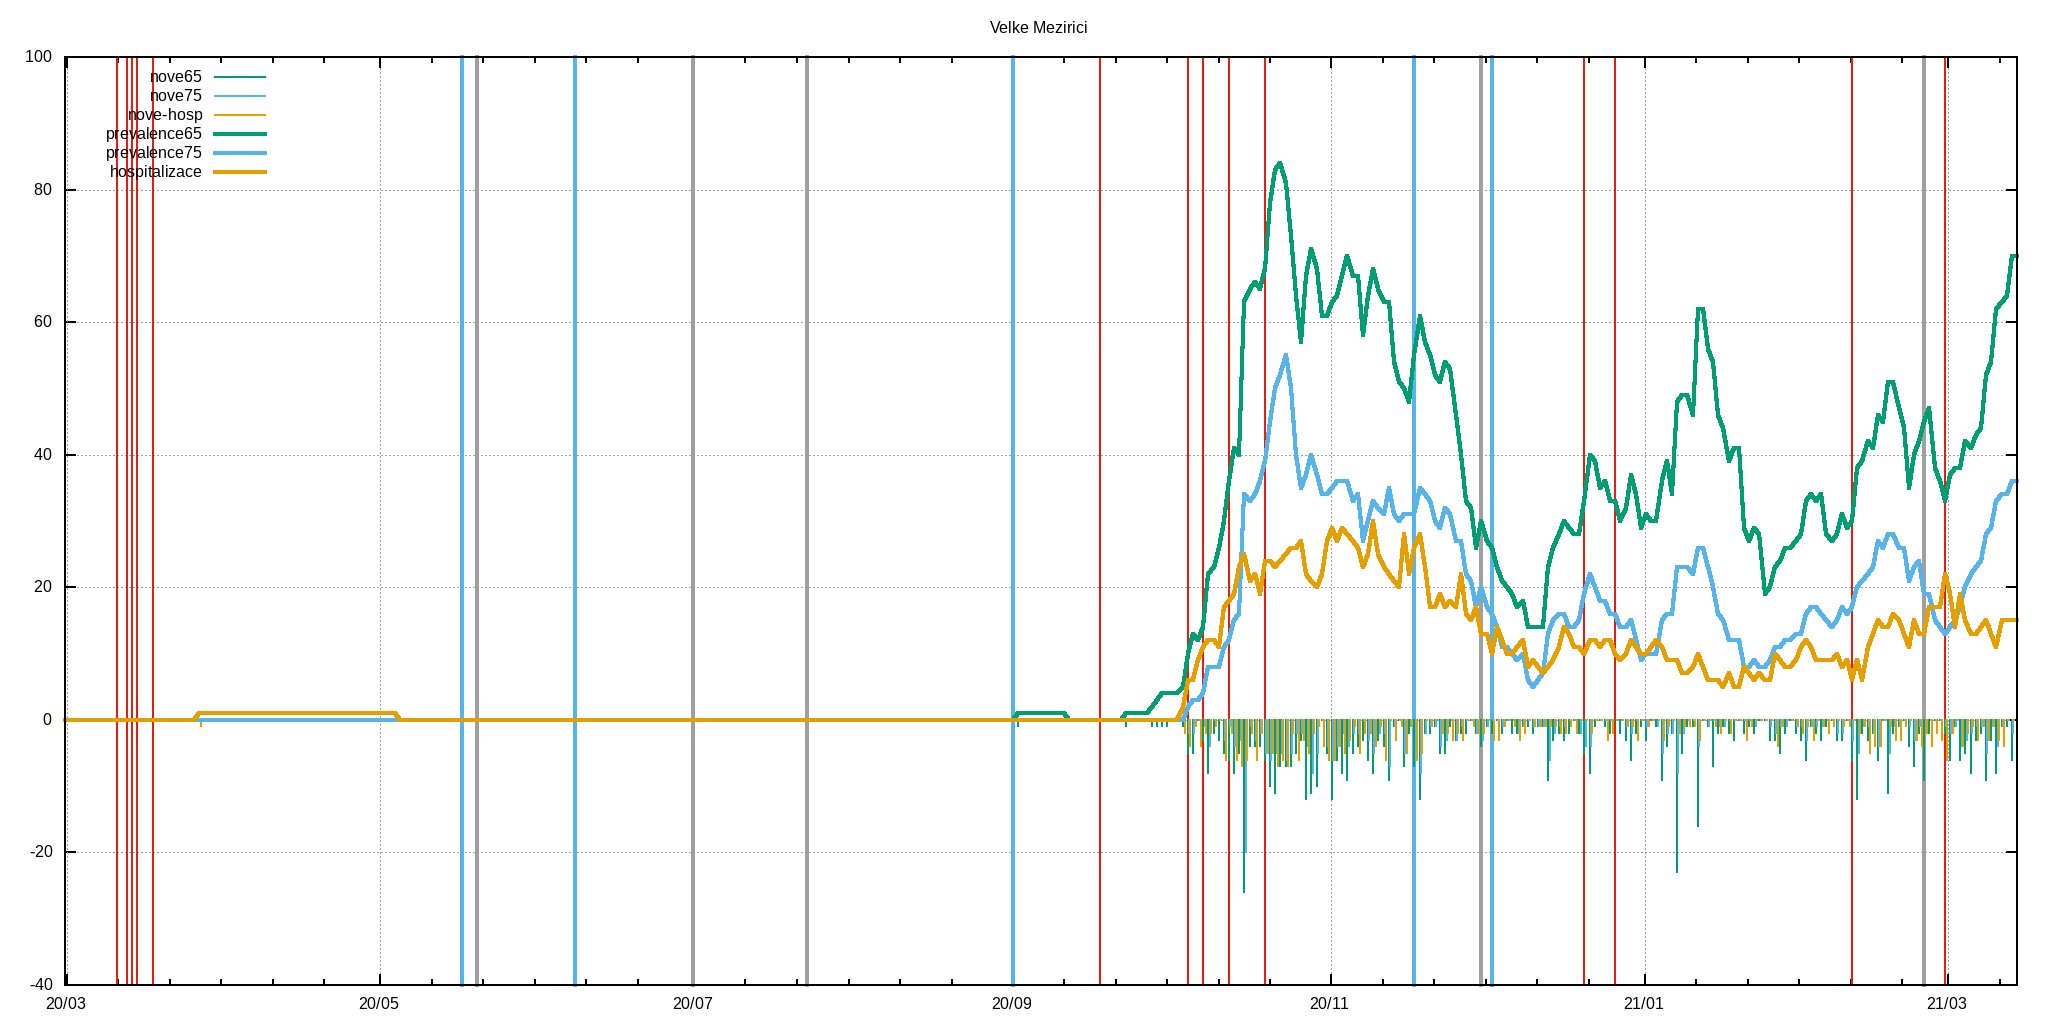 Velke Mezirici
100
nove65
nove75
nove-hosp
prevalence65
prevalence75
hospitalizace
80
60
40
20
0
-20
-40
20/03 20/05 20/07 20/09 20/11 21/01 21/03